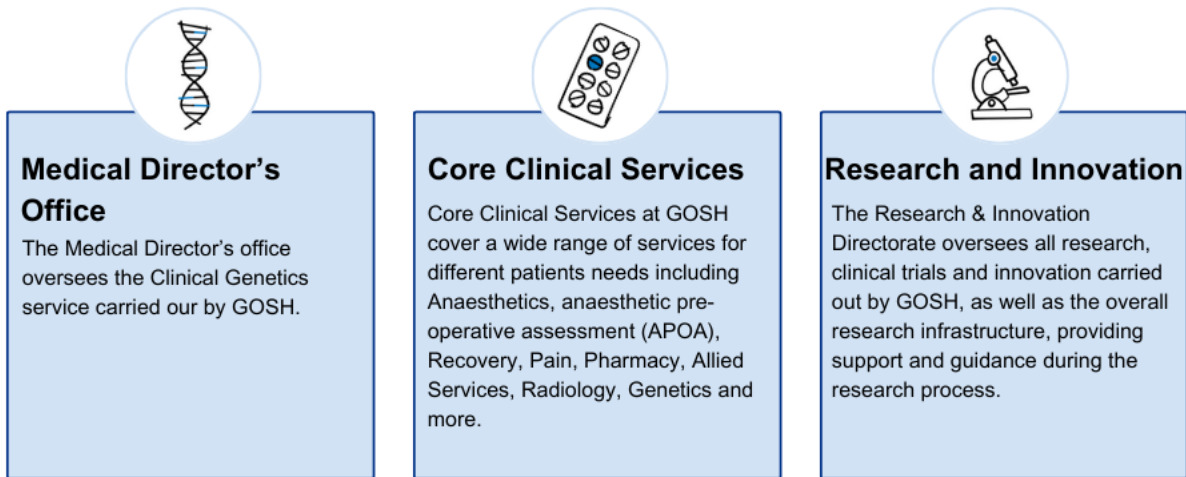 Medical Director’s
Office
The Medical Director’s office
oversees the Clinical Genetics
service carried our by GOSH.
Core Clinical Services
Core Clinical Services at GOSH
cover a wide range of services for
different patients needs including
Anaesthetics, anaesthetic pre-
operative assessment (APOA),
Recovery, Pain, Pharmacy, Allied
Services, Radiology, Genetics and
more.
Research and Innovation
The Research & Innovation
Directorate oversees all research,
clinical trials and innovation carried
out by GOSH, as well as the overall
research infrastructure, providing
support and guidance during the
research process.